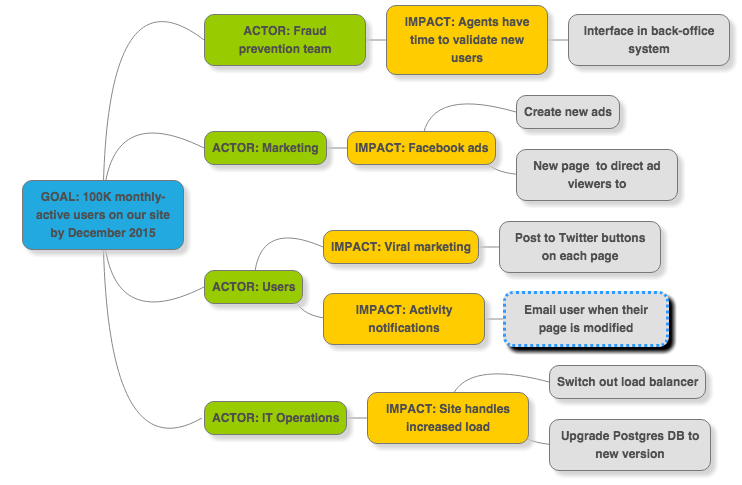 ACTOR: Fraud
prevention team
IMPACT: Agents have
time to validate new
users
Interface in back-office
system
ACTOR: Marketing
IMPACT: Facebook ads
Create new ads
New page to direct ad
viewers to
GOAL: 100K monthly-
active users on our site
by December 2015
ACTOR: Users
IMPACT: Viral marketing
Post to Twitter buttons
on each page
IMPACT: Activity
notifications
Email user when their
page is modified
ACTOR: IT Operations
IMPACT: Site handles
increased load
Switch out load balancer
Upgrade Postgres DB to
new version